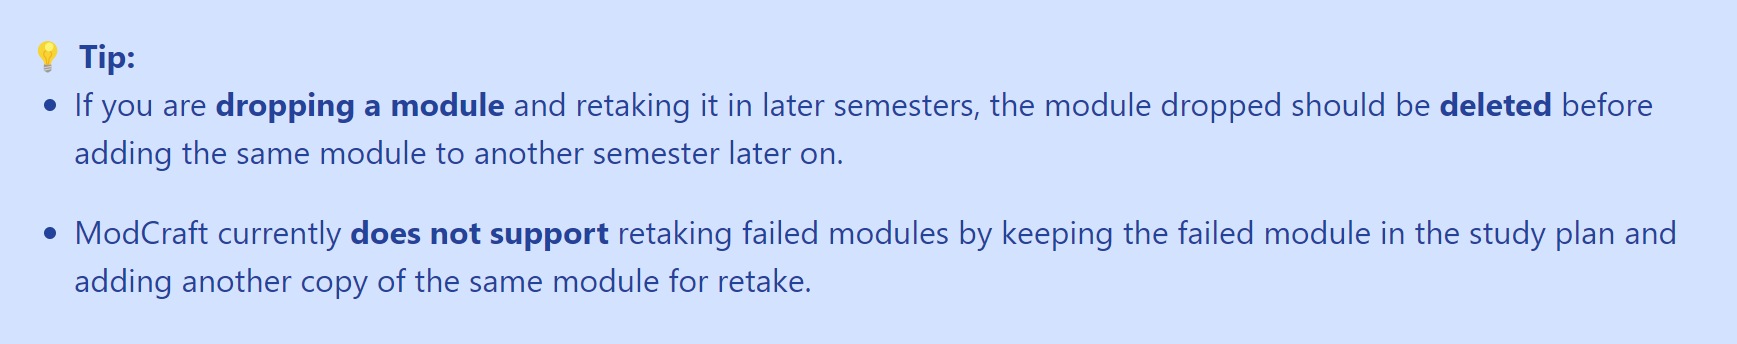 💡 Tip:
• If you are dropping a module and retaking it in later semesters, the module dropped should be deleted before
adding the same module to another semester later on.
• ModCraft currently does not support retaking failed modules by keeping the failed module in the study plan and
adding another copy of the same module for retake.